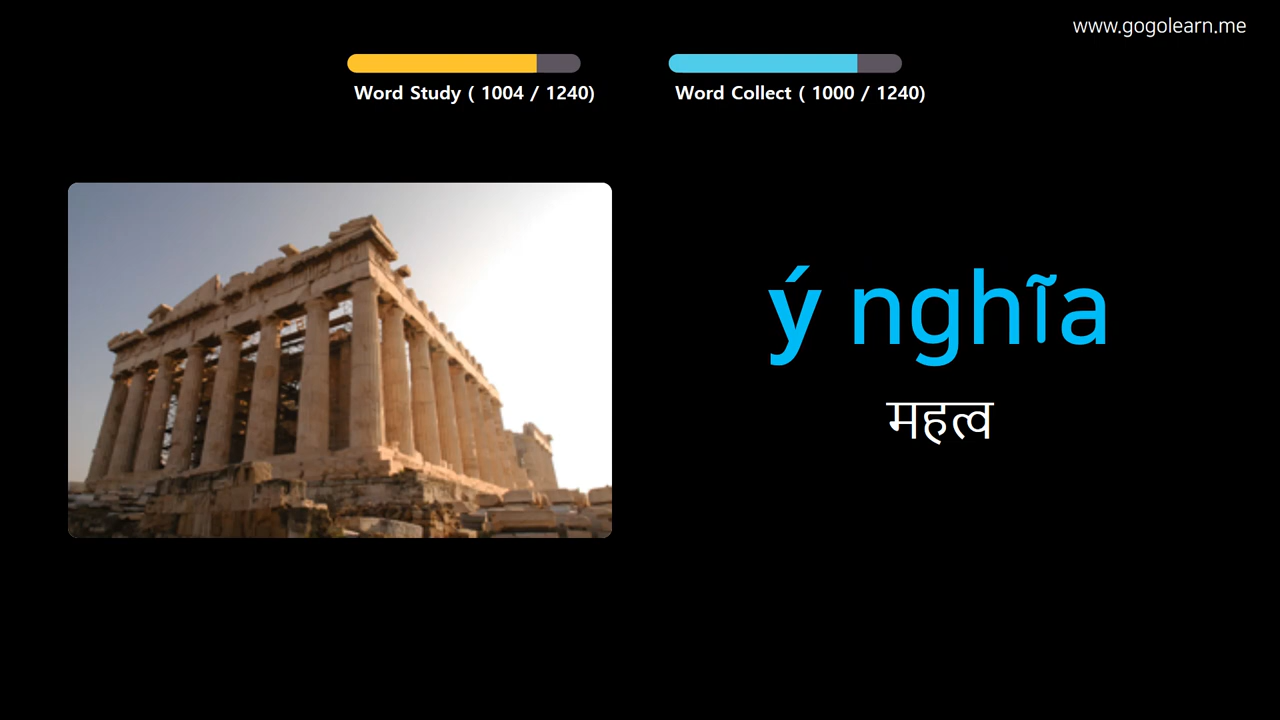 www.gogolearn.me
Word Study ( 1004 / 1240)
Word Collect ( 1000 / 1240)
ý nghĩa
महत्व